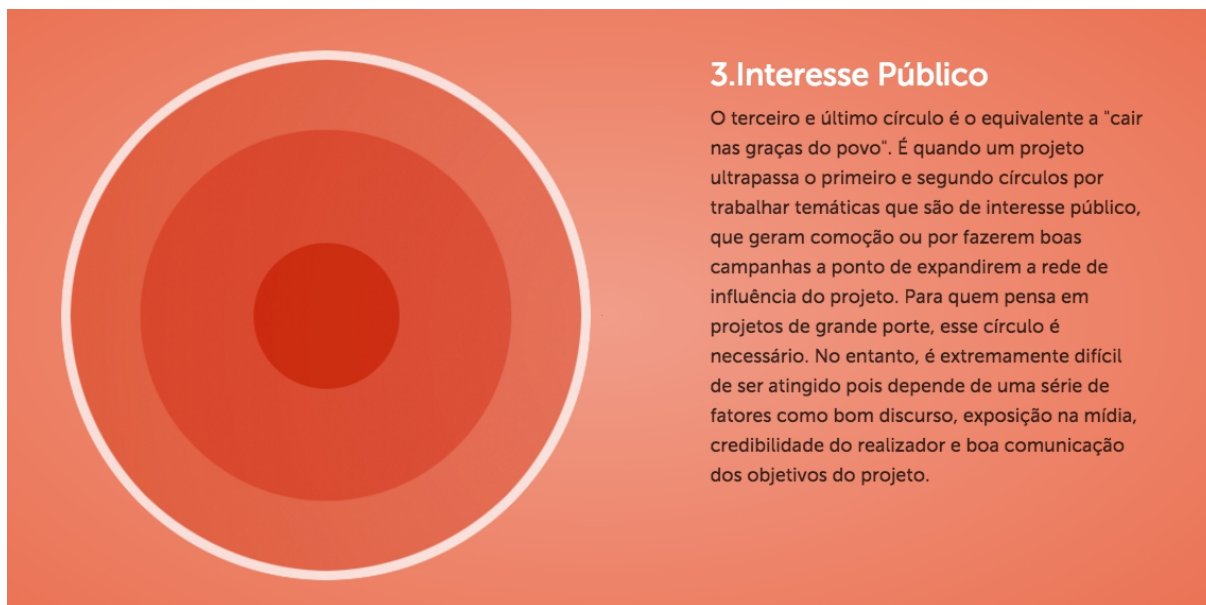 3.Interesse Público
O terceiro e último círculo é o equivalente a "cair
nas graças do povo". É quando um projeto
ultrapassa o primeiro e segundo círculos por
trabalhar temáticas que são de interesse público,
que geram comoção ou por fazerem boas
campanhas a ponto de expandirem a rede de
influência do projeto. Para quem pensa em
projetos de grande porte, esse círculo é
necessário. No entanto, é extremamente difícil
de ser atingido pois depende de uma série de
fatores como bom discurso, exposição na mídia,
credibilidade do realizador e boa comunicação
dos objetivos do projeto.